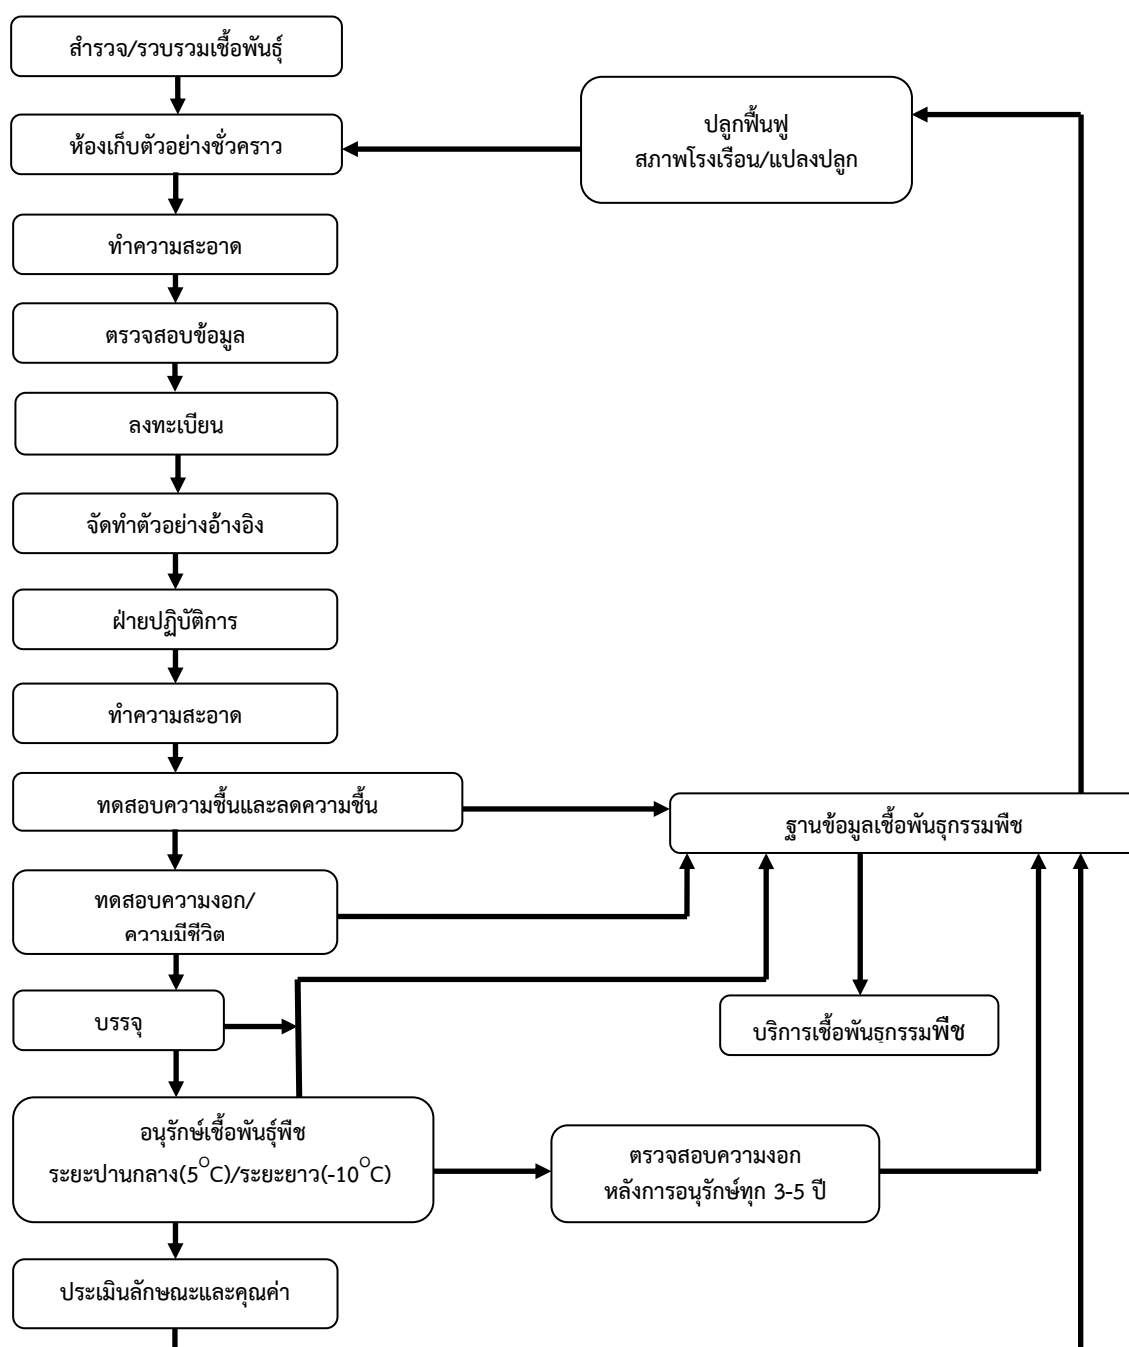 สำรวจ/รวบรวมเชื้อพันธุ์
ห้องเก็บตัวอย่างชั่วคราว
ปลูกฟื้นฟู
สภาพโรงเรือน/แปลงปลูก
ทำความสะอาด
ตรวจสอบข้อมูล
ลงทะเบียน
จัดทำตัวอย่างอ้างอิง
ฝ่ายปฏิบัติการ
ทำความสะอาด
ทดสอบความชื้นและลดความชื้น
ฐานข้อมูลเชื้อพันธุกรรมพืช
ทดสอบความงอก/
ความมีชีวิต
บรรจุ
บริการเชื้อพันธุกรรมพืช
อนุรักษ์เชื้อพันธุ์พืช
ระยะปานกลาง(5°C)/ระยะยาว(-10°C)
ตรวจสอบความงอก
หลังการอนุรักษ์ทุก 3-5 ปี
ประเมินลักษณะและคุณค่า